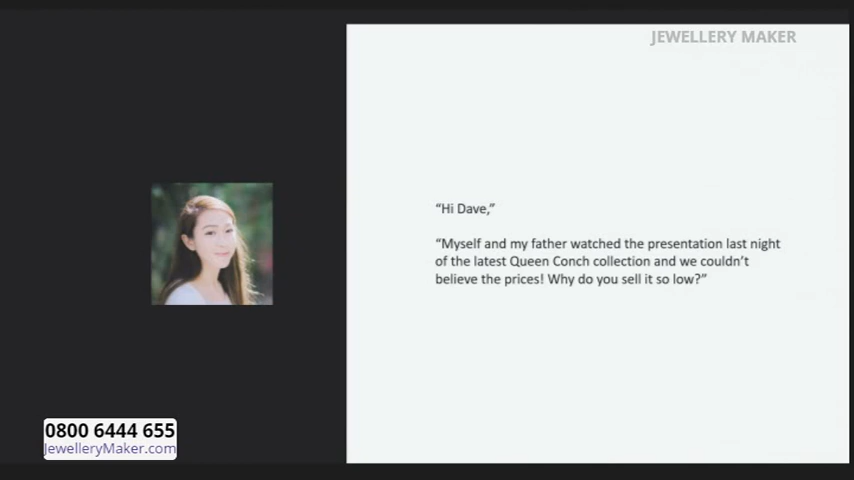 JEWELLERY MAKER
“Hi Dave,”
“Myself and my father watched the presentation last night
of the latest Queen Conch collection and we couldn’t
believe the prices! Why do you sell it so low?”
0800 6444 655
JewelleryMaker.com